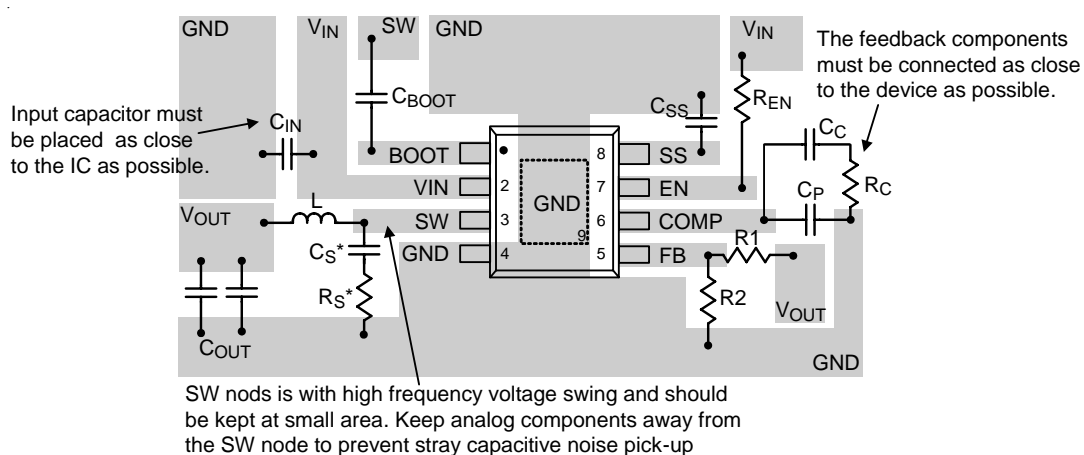 GND
VIN
SW
GND
VIN
The feedback components
must be connected as close
to the device as possible.
Input capacitor must
be placed as close
to the IC as possible.
CIN
CBOOT
CSS
REN
CC
RC
CP
BOOT
VIN
SW
GND
2
3
4
GND
9
8
7
6
5
SS
EN
COMP
FB
VOUT
L
CS*
RS*
COUT
R1
R2
VOUT
GND
SW nods is with high frequency voltage swing and should
be kept at small area. Keep analog components away from
the SW node to prevent stray capacitive noise pick-up